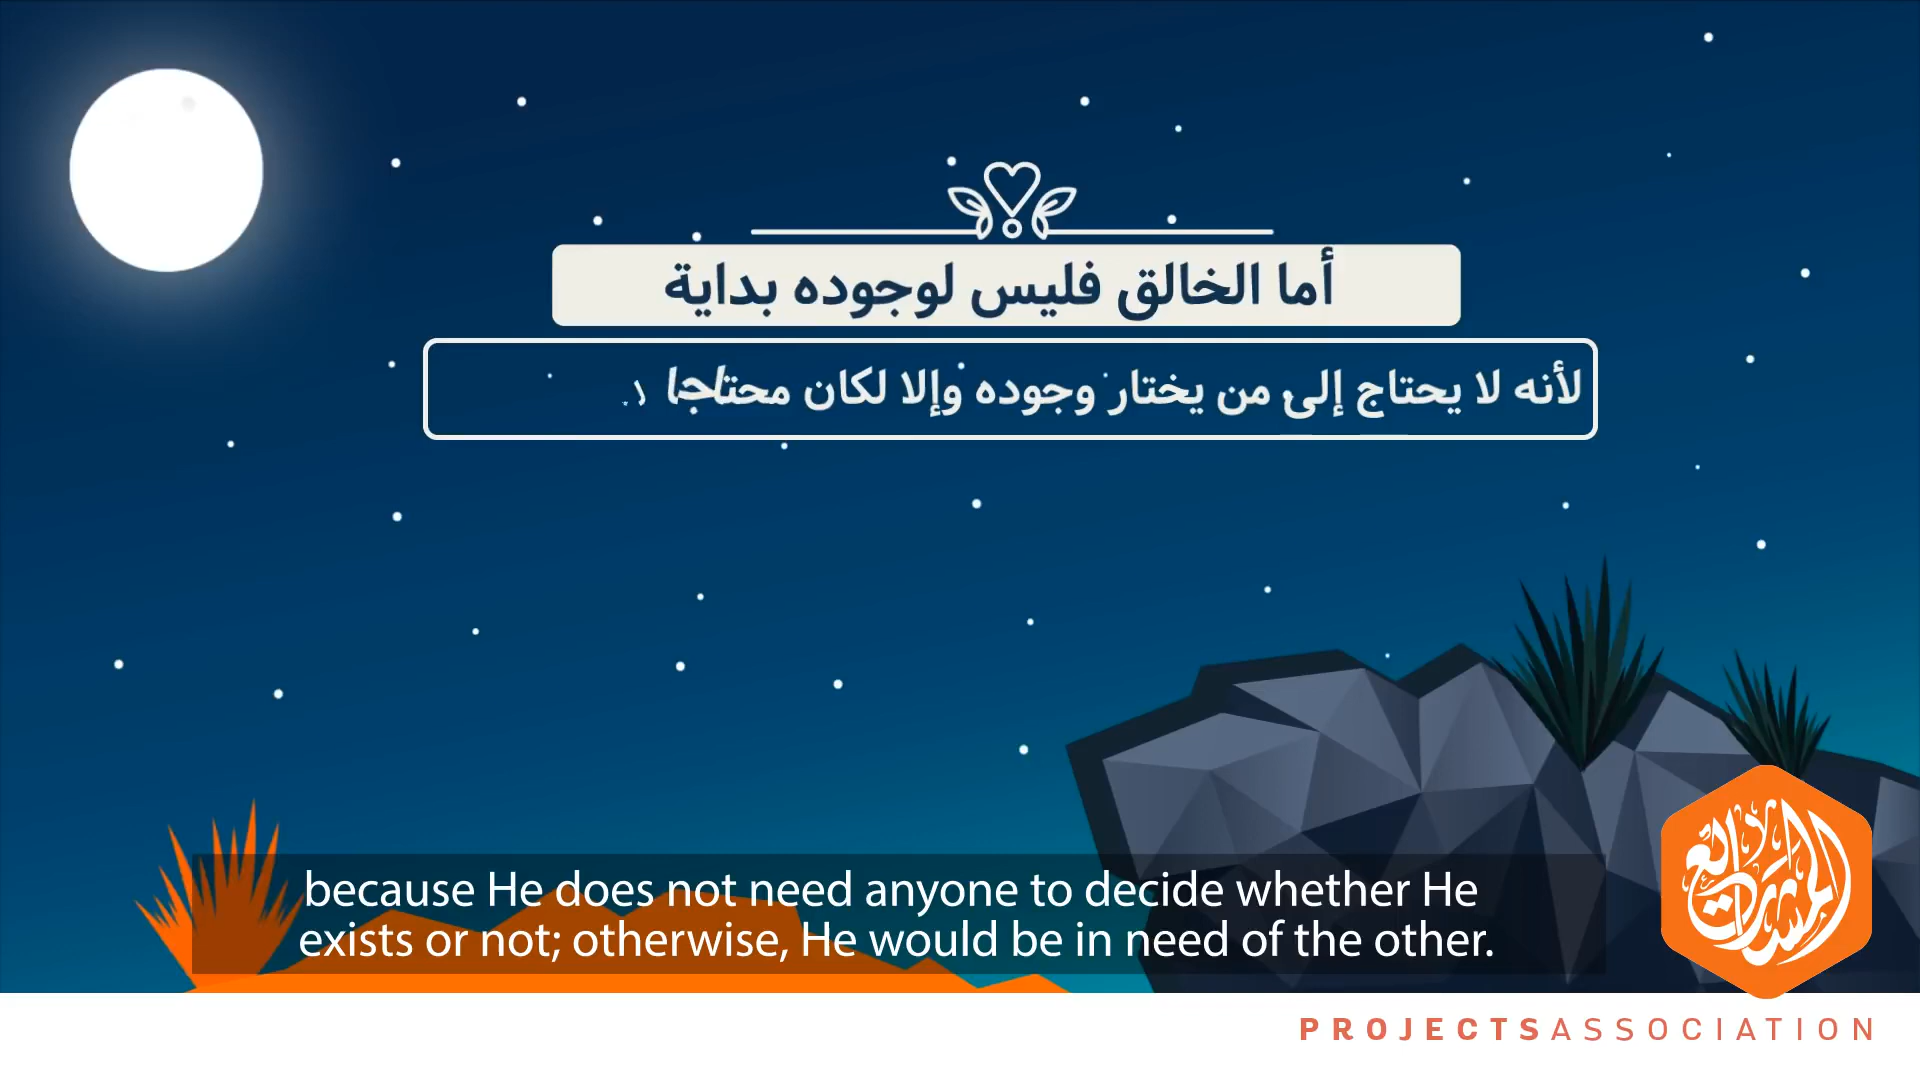 أما الخالق فليس لوجوده بداية
لأنه لا يحتاج إلى من يختار وجوده وإلا لكان محتاجا
because He does not need anyone to decide whether He
exists or not; otherwise, He would be in need of the other.
PROJECTSASSOCIATION